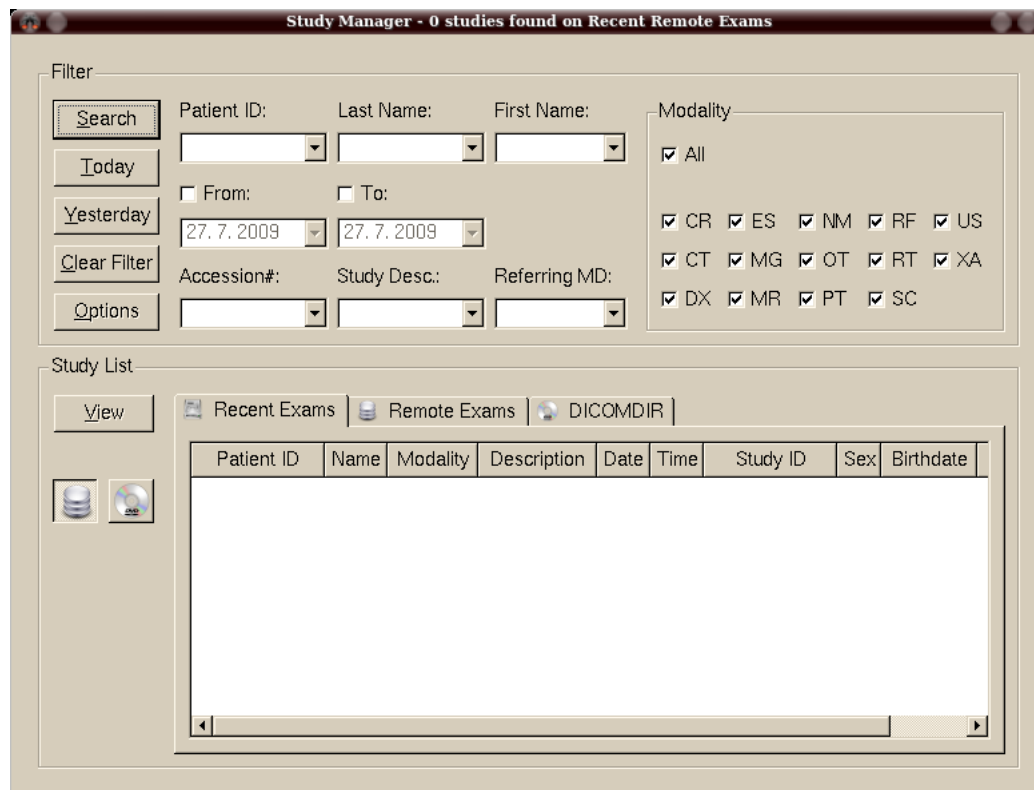 Study Manager - 0 studies found on Recent Remote Exams
Filter
Search
Today
Yesterday
Clear Filter
Options
Patient ID: Last Name: First Name:
From: To:
27. 7. 2009 27. 7. 2009
Accession#: Study Desc.: Referring MD:
Modality
All
CR ES NM RF US
CT MG OT RT XA
DX MR PT SC
Study List
View
Recent Exams Remote Exams DICOMDIR
Patient ID Name Modality Description Date Time Study ID Sex Birthdate